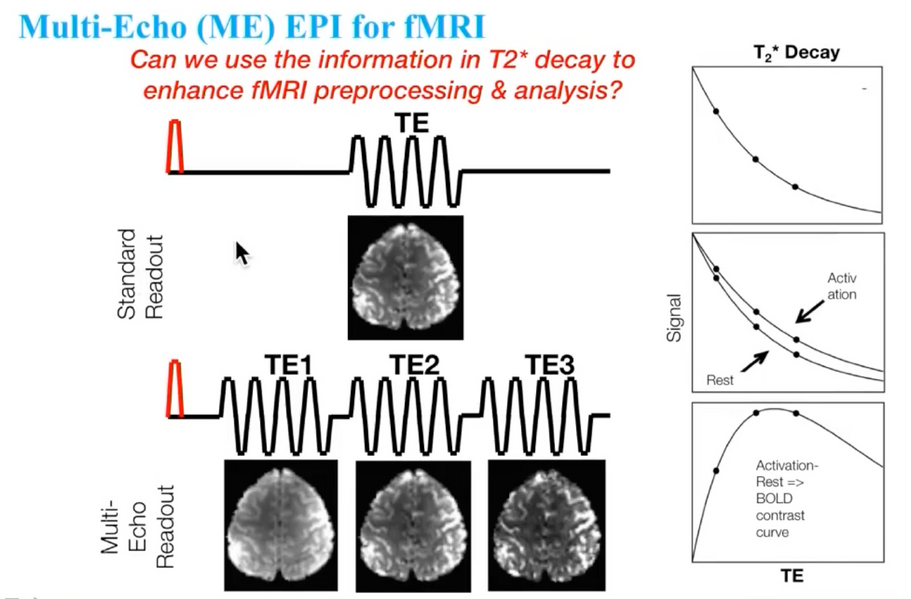 Multi-Echo (ME) EPI for fMRI
Can we use the information in T2* decay to
enhance fMRI preprocessing & analysis?
TE
Standard
Readout
TE1 TE2 TE3
Multi-
Echo
Readout
T2* Decay
Signal
Activ
ation
Rest
Activation-
Rest =>
BOLD
contrast
curve
TE